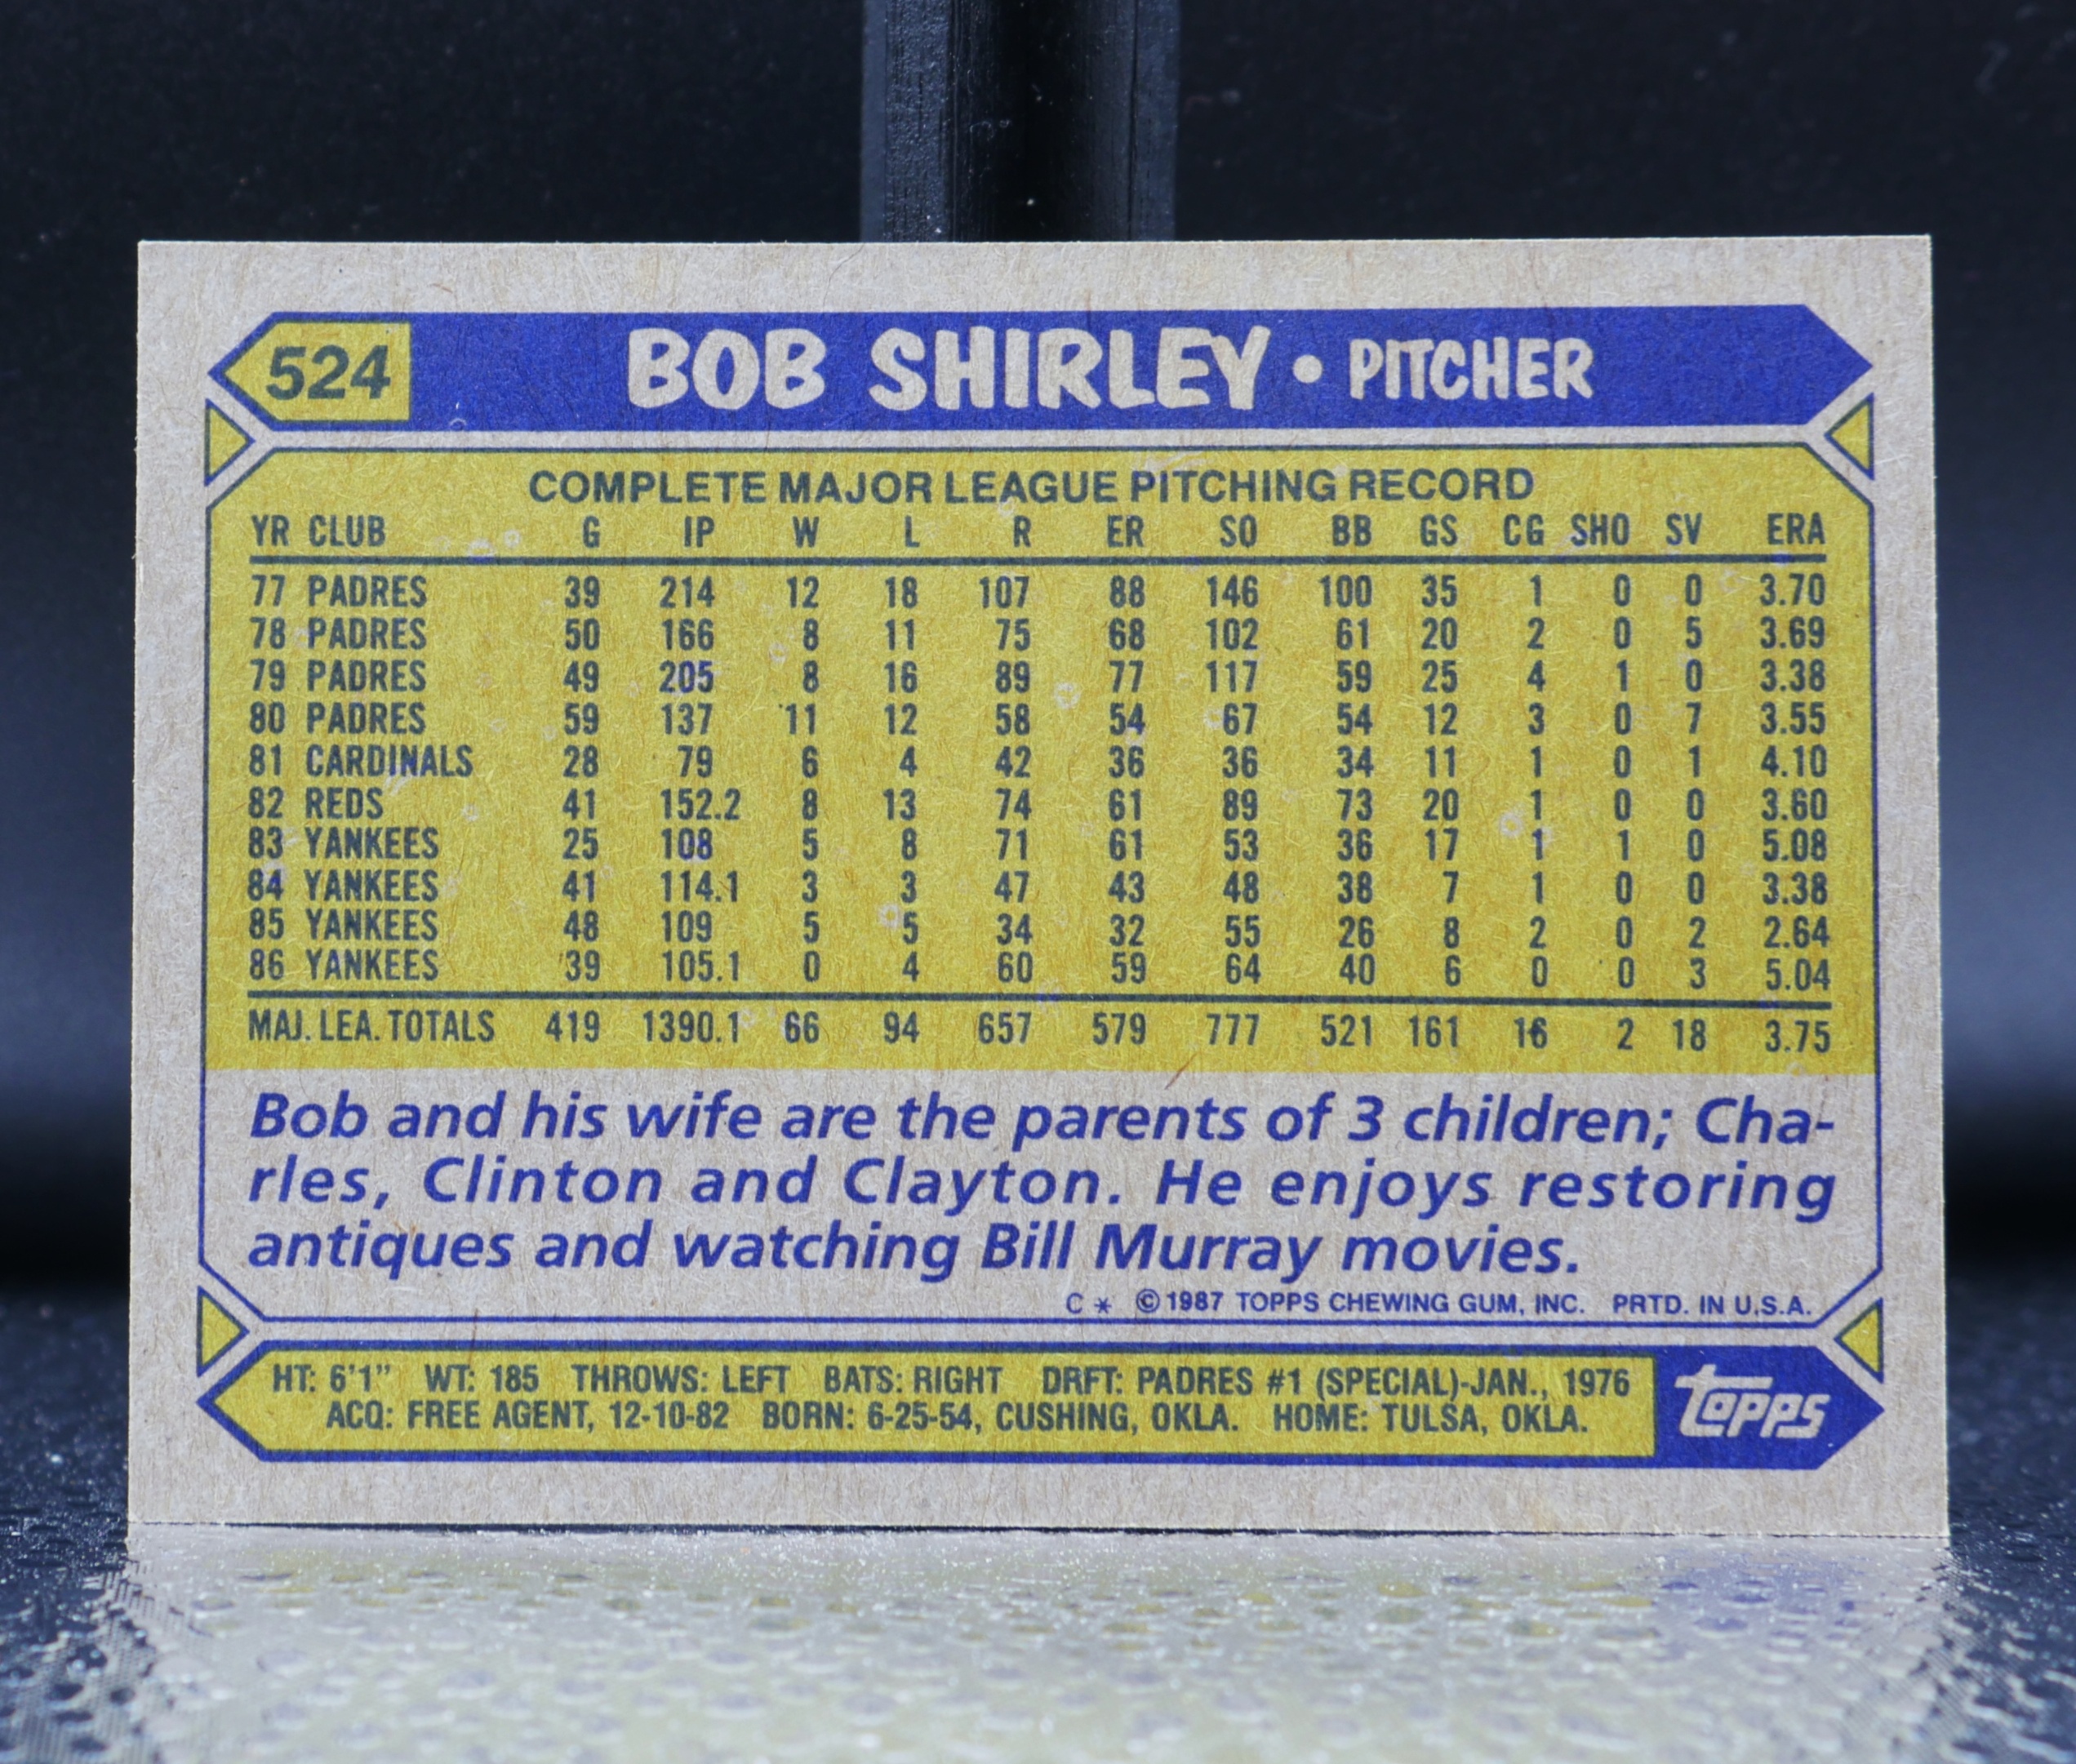 524 BOB SHIRLEY • PITCHER
COMPLETE MAJOR LEAGUE PITCHING RECORD
YR CLUB G IP W L R ER SO BB GS CG SHO SV ERA
77 PADRES 39 214 12 18 107 88 146 100 35 1 0 0 3.70
78 PADRES 50 166 8 11 75 68 102 61 20 2 0 5 3.69
79 PADRES 49 205 8 16 89 77 117 59 25 4 1 0 3.38
80 PADRES 59 137 11 12 58 54 67 54 12 3 0 7 3.55
81 CARDINALS 28 79 6 4 42 36 36 34 11 1 0 1 4.10
82 REDS 41 152.2 8 13 74 61 89 73 20 1 0 0 3.60
83 YANKEES 25 108 5 8 71 61 53 36 17 1 1 0 5.08
84 YANKEES 41 114.1 3 3 47 43 48 38 7 1 0 0 3.38
85 YANKEES 48 109 5 5 34 32 55 26 8 2 0 2 2.64
86 YANKEES 39 105.1 0 4 60 59 64 40 6 0 0 3 5.04
MAJ. LEA. TOTALS 419 1390.1 66 94 657 579 777 521 161 16 2 18 3.75
Bob and his wife are the parents of 3 children; Cha-
rles, Clinton and Clayton. He enjoys restoring
antiques and watching Bill Murray movies.
C * © 1987 TOPPS CHEWING GUM, INC. PRTD. IN U.S.A.
HT: 6'1" WT: 185 THROWS: LEFT BATS: RIGHT DRFT: PADRES #1 (SPECIAL)-JAN., 1976
ACQ: FREE AGENT, 12-10-82 BORN: 6-25-54, CUSHING, OKLA. HOME: TULSA, OKLA.
topps